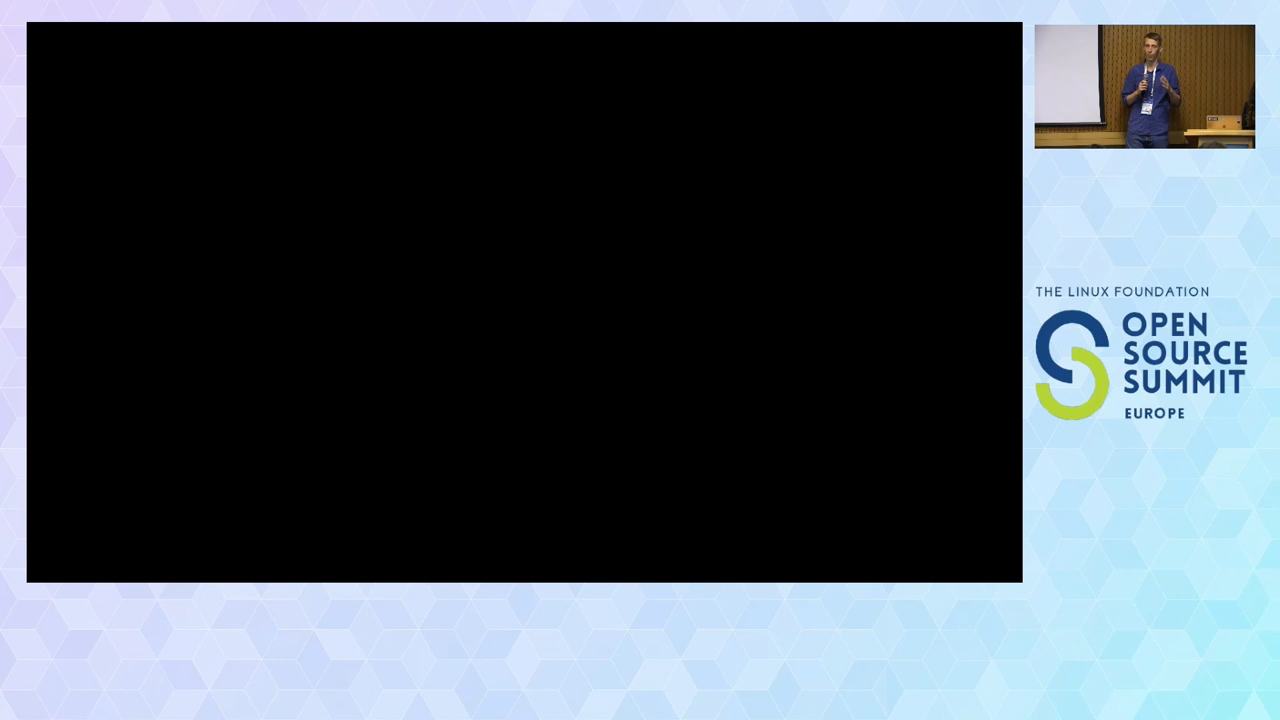 THE LINUX FOUNDATION
OPEN
SOURCE
SUMMIT
EUROPE